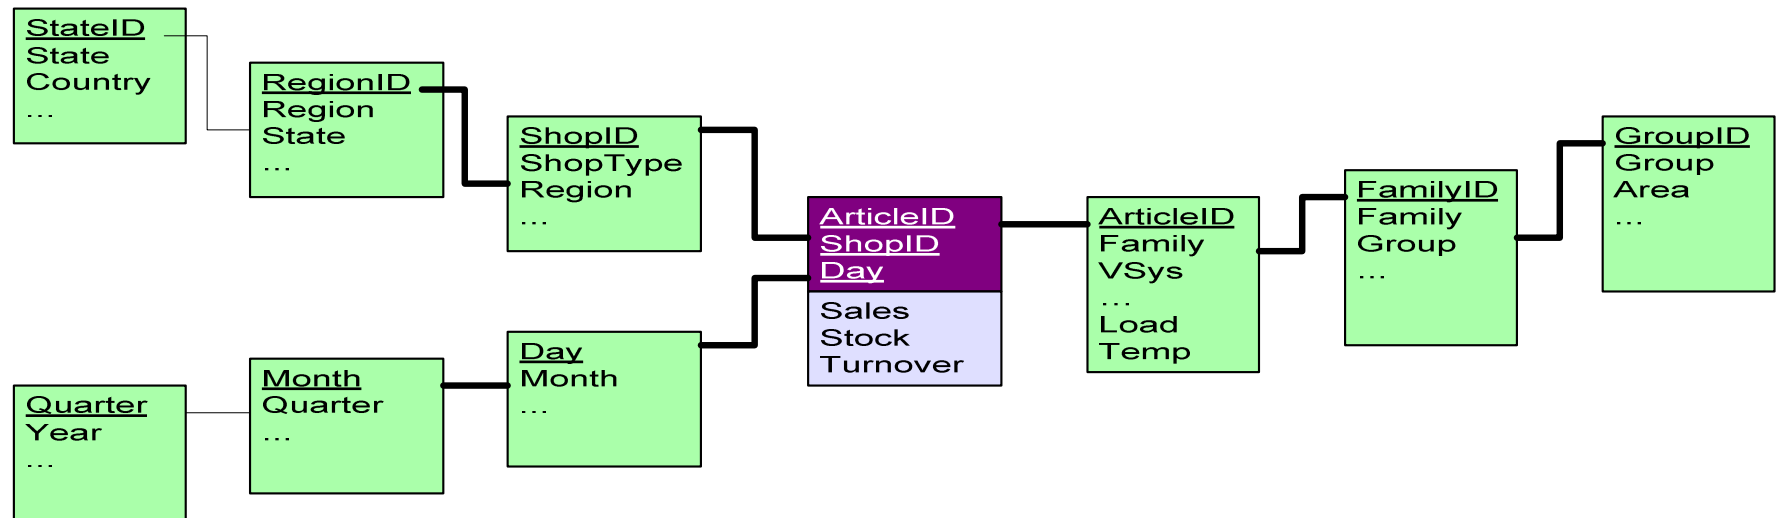 StateID
State
Country
...
RegionID
Region
State
...
ShopID
ShopType
Region
...
ArticleID
ShopID
Day
Sales
Stock
Turnover
ArticleID
Family
VSys
...
Load
Temp
FamilyID
Family
Group
...
GroupID
Group
Area
...
Quarter
Year
...
Month
Quarter
...
Day
Month
...